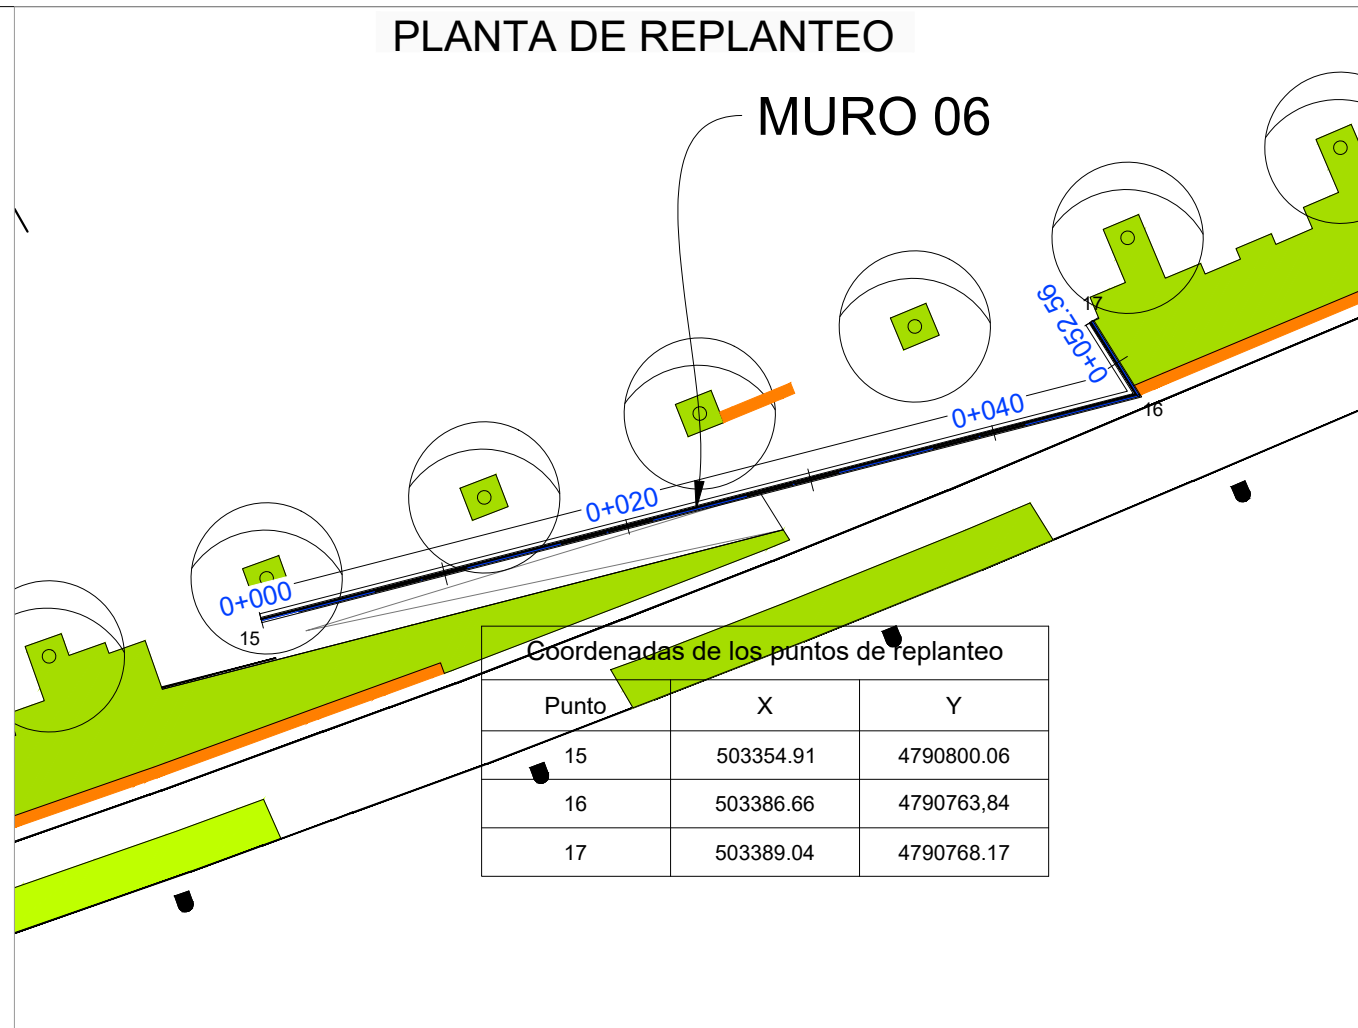 PLANTA DE REPLANTEO
MURO 06
17
0+052.56
16
0+040
0+020
0+000
15
Coordenadas de los puntos de replanteo
Punto X Y
15 503354.91 4790800.06
16 503386.66 4790763,84
17 503389.04 4790768.17